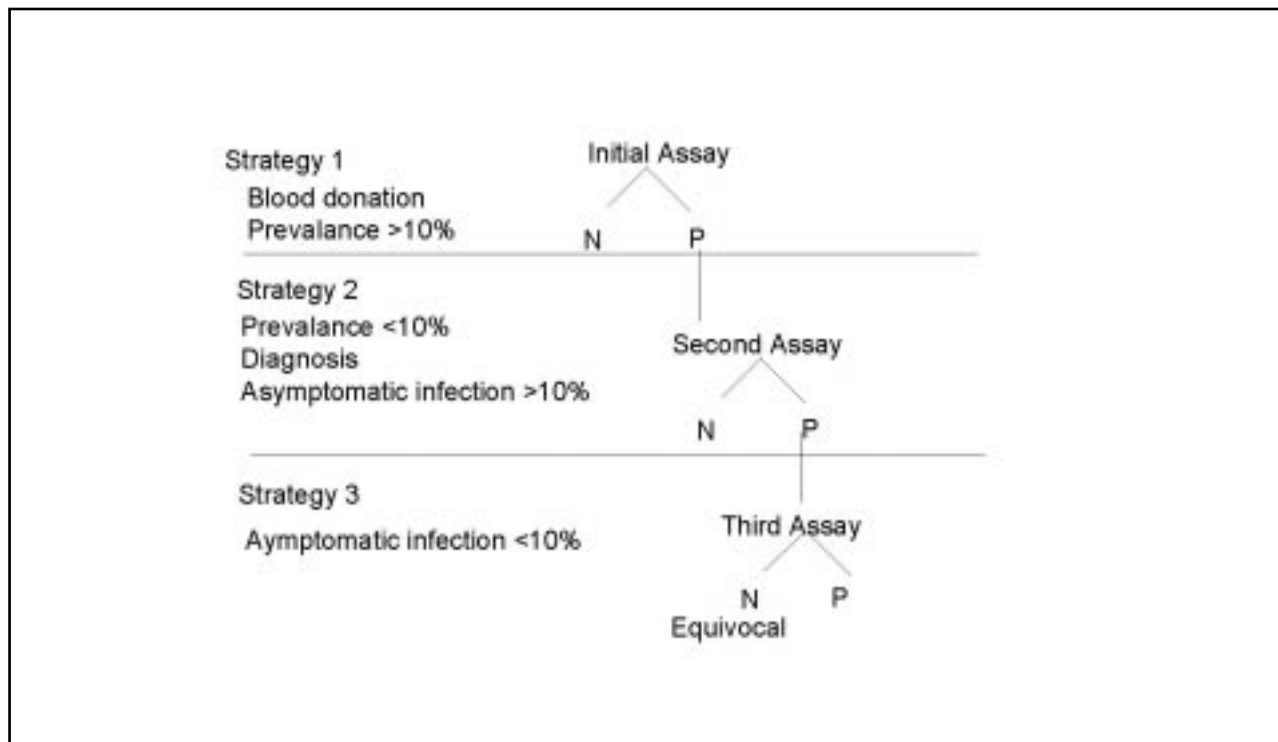 Strategy 1
Blood donation
Prevalance >10%
Initial Assay
N P
Strategy 2
Prevalance <10%
Diagnosis
Asymptomatic infection >10%
Second Assay
N P
Strategy 3
Aymptomatic infection <10%
Third Assay
N P
Equivocal